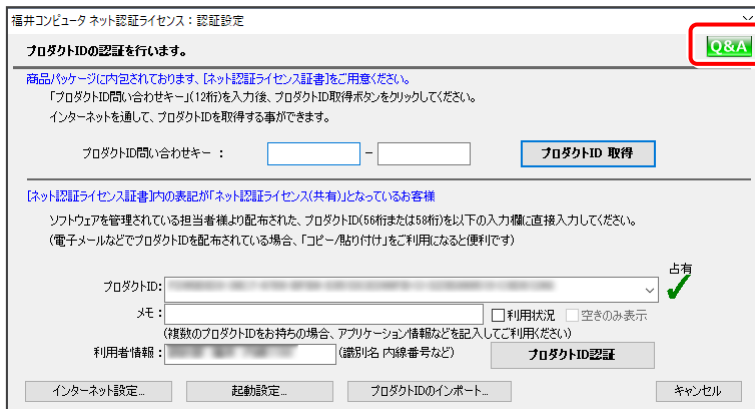 福井コンピュータ ネット認証ライセンス：認証設定
プロダクトIDの認証を行います。
Q&A
商品パッケージに内包されております、[ネット認証ライセンス証書]をご用意ください。
「プロダクトID問い合わせキー」(12桁)を入力後、プロダクトID取得ボタンをクリックしてください。
インターネットを通して、プロダクトIDを取得する事ができます。
プロダクトID問い合わせキー ： － プロダクトID 取得
[ネット認証ライセンス証書]内の表記が「ネット認証ライセンス(共有)」となっているお客様
ソフトウェアを管理されている担当者様より配布された、プロダクトID(56桁または58桁)を以下の入力欄に直接入力してください。
(電子メールなどでプロダクトIDを配布されている場合、「コピー/貼り付け」をご利用になると便利です)
占有
プロダクトID:
メモ: 利用状況 空きのみ表示
(複数のプロダクトIDをお持ちの場合、アプリケーション情報などを記入してご利用ください)
利用者情報: (識別名 内線番号など) プロダクトID認証
インターネット設定... 起動設定... プロダクトIDのインポート... キャンセル